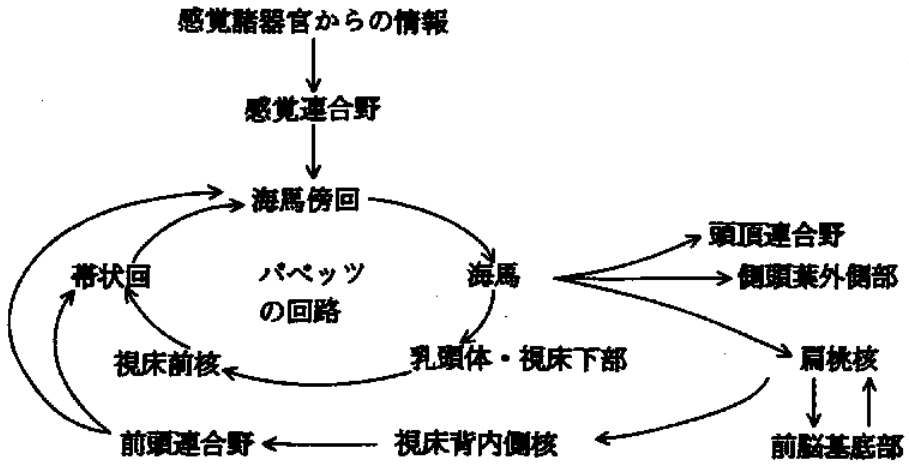 感覚諸器官からの情報
感覚連合野
海馬傍回
頭頂連合野
帯状回
パペッツ
の回路
海馬
側頭葉外側部
視床前核
乳頭体・視床下部
扁桃核
前頭連合野
視床背内側核
前脳基底部